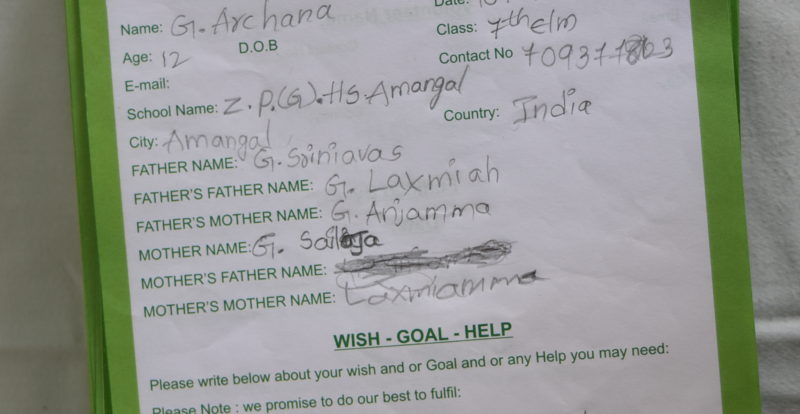 Name: G. Archana
Date:
Class: 7th elm
Age: 12 D.O.B
Contact No
E-mail:
School Name: Z.P.(G).HS.Amangal
Country: India
City: Amangal
FATHER NAME: G. Sriniavas
FATHER'S FATHER NAME: G. Laxmiah
FATHER'S MOTHER NAME: G. Anjamma
MOTHER NAME: G. Sailaja
MOTHER'S FATHER NAME:
MOTHER'S MOTHER NAME: Laxmiamma
WISH - GOAL - HELP
Please write below about your wish and or Goal and or any Help you may need:
Please Note : we promise to do our best to fulfil: